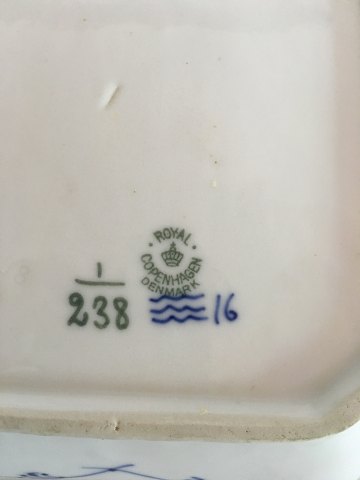 ROYAL
COPENHAGEN
DENMARK
1
238
16